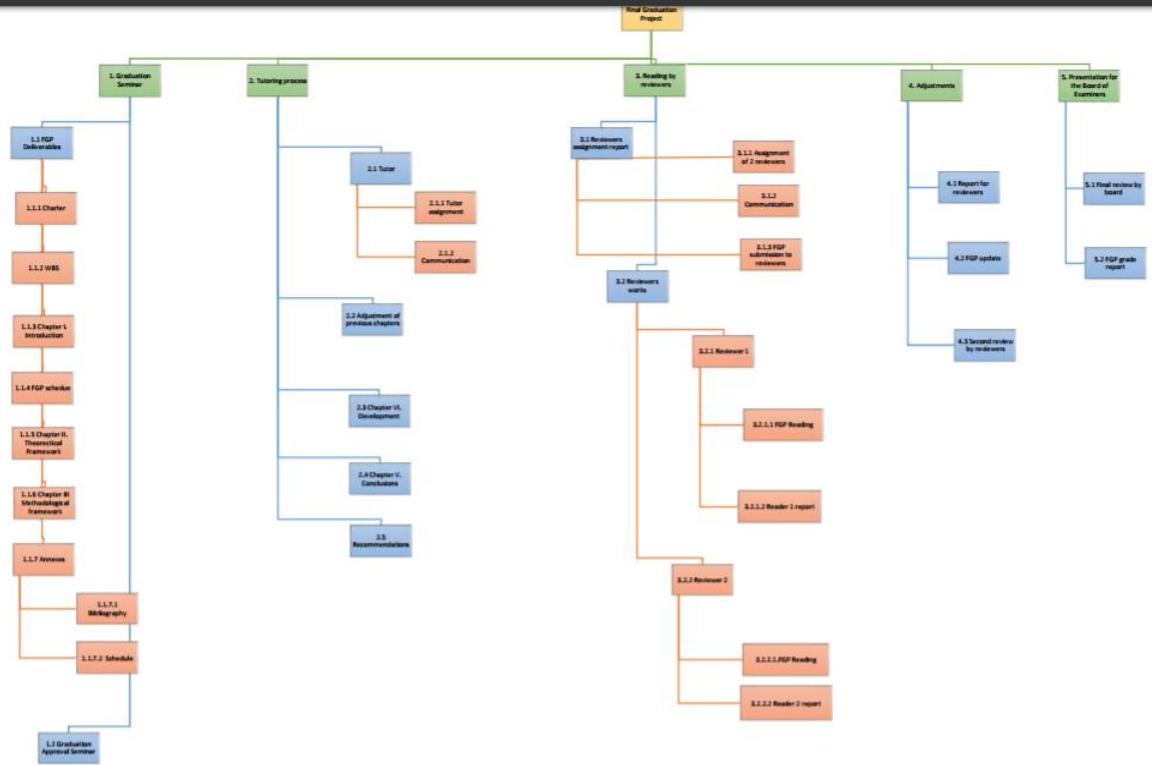 Final Graduation
Project
1. Graduation
Seminar
2. Tutoring process
3. Reading by
reviewers
4. Adjustments
5. Presentation for
the Board of
Examiners
1.1 FGP
Deliverables
1.1.1 Charter
1.1.2 WBS
1.1.3 Chapter I.
Introduction
1.1.4 FGP schedue
1.1.5 Chapter II.
Theoretical
Framework
1.1.6 Chapter III
Methodological
framework
1.1.7 Annexes
1.1.7.1
Bibliography
1.1.7.2 Schedule
1.2 Graduation
Approval Seminar
2.1 Tutor
2.1.1 Tutor
assignment
2.1.2
Communication
2.2 Adjustment of
previous chapters
2.3 Chapter VI.
Development
2.4 Chapter V.
Conclusions
2.5
Recommendations
3.1 Reviewers
assignment report
3.1.1 Assignment
of 2 reviewers
3.1.2
Communication
3.1.3 FGP
submission to
reviewers
3.2 Reviewers
works
3.2.1 Reviewer 1
3.2.1.1 FGP Reading
3.2.1.2 Reader 1 report
3.2.2 Reviewer 2
3.2.2.1.FGP Reading
3.2.2.2 Reader 2 report
4.1 Report for
reviewers
4.2 FGP update
4.3 Second review
by reviewers
5.1 Final review by
board
5.2 FGP grade
report